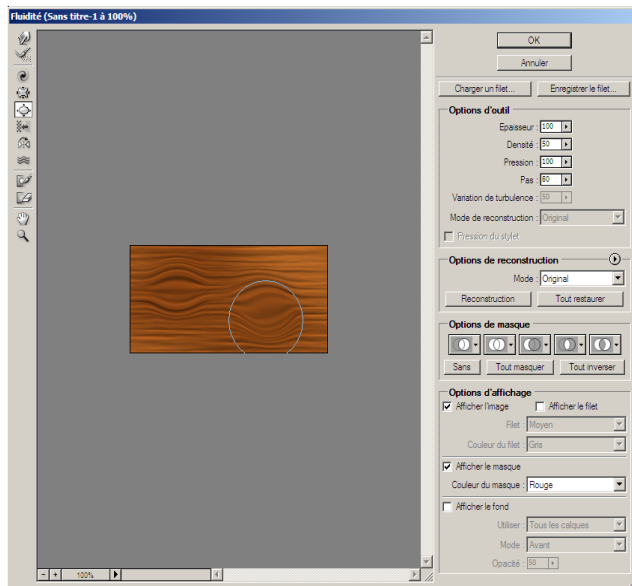 Fluidité (Sans titre-1 à 100%)
OK
Annuler
Charger un filet... Enregistrer le filet...
Options d'outil
Epaisseur : 100
Densité : 50
Pression : 100
Pas : 80
Variation de turbulence : 50
Mode de reconstruction : Original
Pression du stylet
Options de reconstruction
Mode : Original
Reconstruction Tout restaurer
Options de masque
Sans Tout masquer Tout inverser
Options d'affichage
Afficher l'image Afficher le filet
Filet : Moyen
Couleur du filet : Gris
Afficher le masque
Couleur du masque : Rouge
Afficher le fond
Utiliser : Tous les calques
Mode : Avant
Opacité : 50
- + 100%